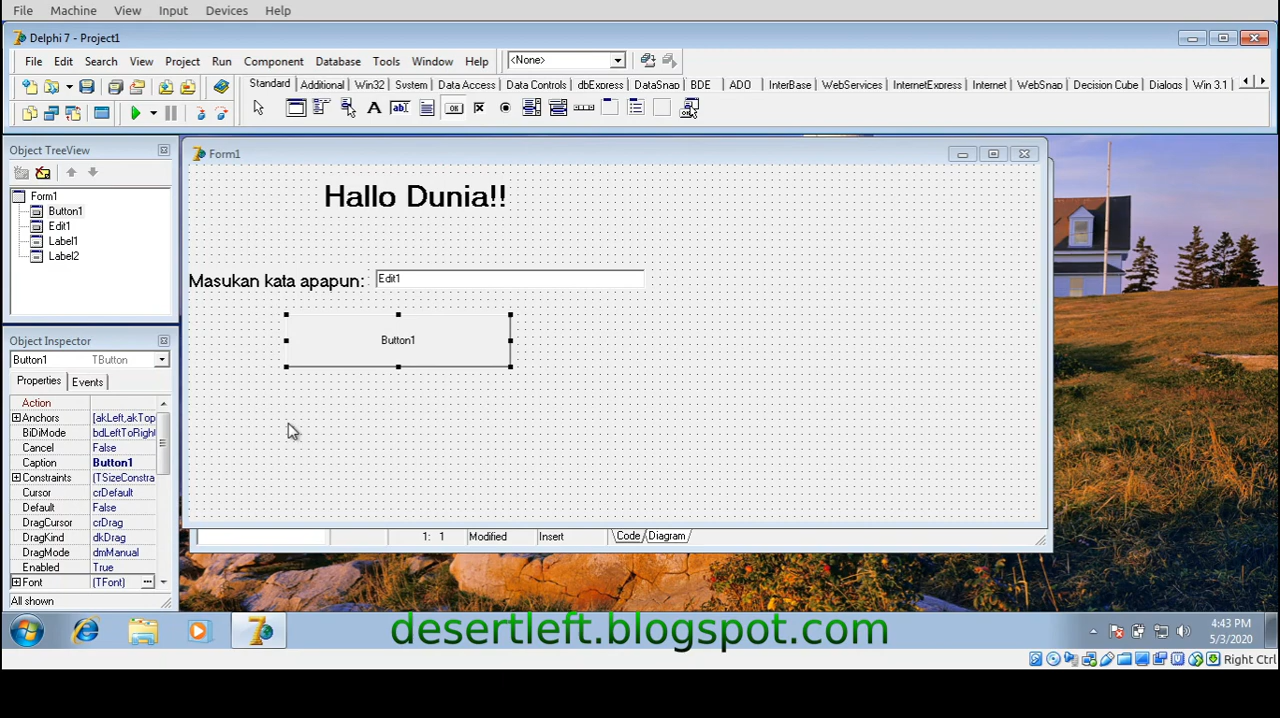 File Machine View Input Devices Help
Delphi 7 - Project1
File Edit Search View Project Run Component Database Tools Window Help <None>
Standard Additional Win32 System Data Access Data Controls dbExpress DataSnap BDE ADO InterBase WebServices InternetExpress Internet WebSnap Decision Cube Dialogs Win 3.1
Object TreeView
Form1
Button1
Edit1
Label1
Label2
Form1
Hallo Dunia!!
Masukan kata apapun: Edit1
Button1
Object Inspector
Button1 TButton
Properties Events
Action
Anchors [akLeft,akTop
BiDiMode bdLeftToRigh
Cancel False
Caption Button1
Constraints (TSizeConstra
Cursor crDefault
Default False
DragCursor crDrag
DragKind dkDrag
DragMode dmManual
Enabled True
Font (TFont)
All shown
1: 1 Modified Insert Code Diagram
desertleft.blogspot.com
4:43 PM
5/3/2020
Right Ctrl